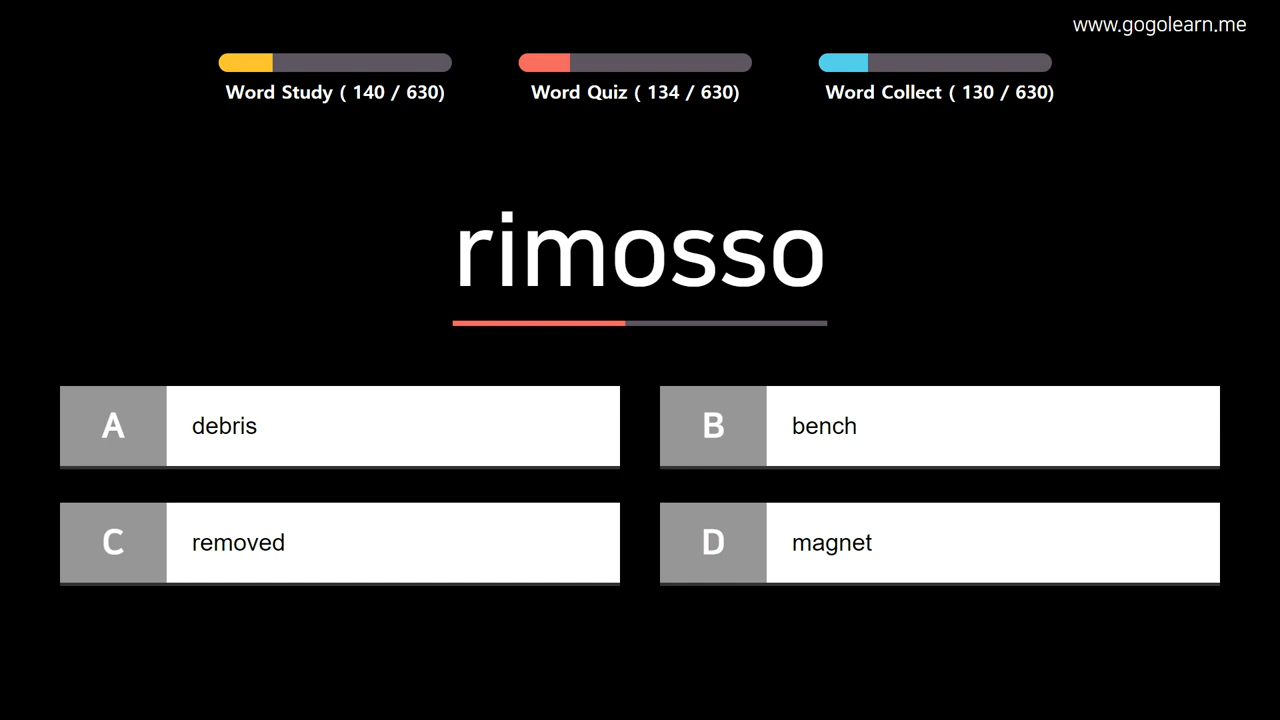 www.gogolearn.me
Word Study ( 140 / 630)
Word Quiz ( 134 / 630)
Word Collect ( 130 / 630)
rimosso
A debris
B bench
C removed
D magnet